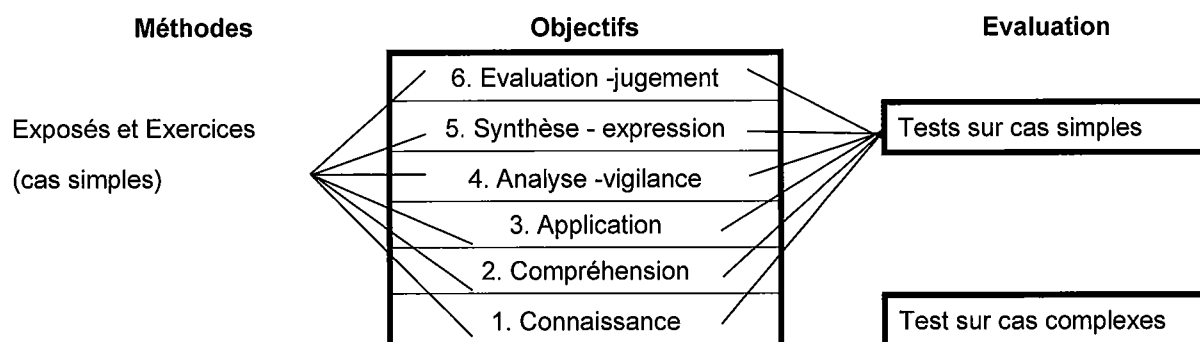 Méthodes Objectifs Evaluation
6. Evaluation -jugement
Exposés et Exercices
(cas simples)
5. Synthèse - expression
Tests sur cas simples
4. Analyse -vigilance
3. Application
2. Compréhension
1. Connaissance
Test sur cas complexes